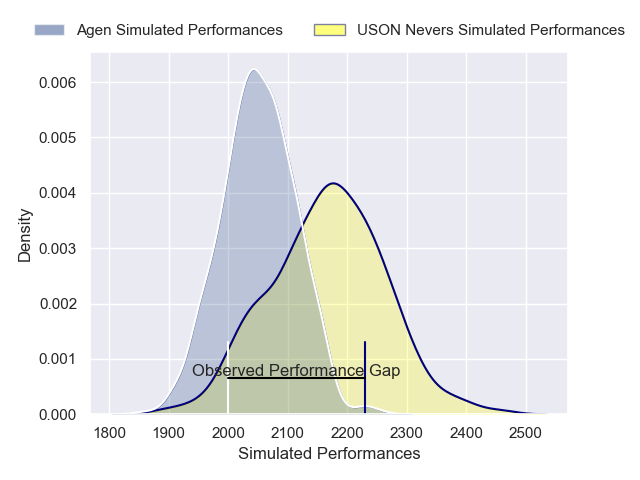 Agen Simulated Performances
USON Nevers Simulated Performances
0.006
0.005
0.004
0.003
0.002
0.001
0.000
Density
Observed Performance Gap
1800 1900 2000 2100 2200 2300 2400 2500
Simulated Performances